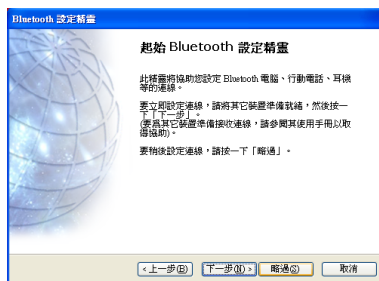 Bluetooth 設定精靈
起始 Bluetooth 設定精靈
此精靈將協助您設定 Bluetooth 電腦、行動電話、耳機
等的連線。
要立即設定連線，請將其它裝置準備就緒，然後按一
下「下一步」。
(要為其它裝置準備接收連線，請參閱其使用手冊以取
得協助)。
要稍後設定連線，請按一下「略過」。
<上一步(B) 下一步(N)> 略過(S) 取消